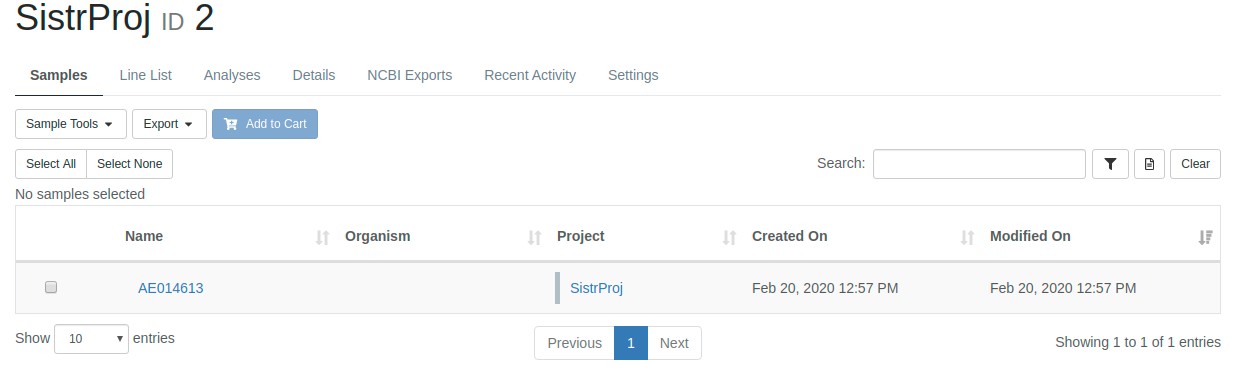 SistrProj ID 2
Samples Line List Analyses Details NCBI Exports Recent Activity Settings
Sample Tools Export Add to Cart
Select All Select None Search: Clear
No samples selected
Name Organism Project Created On Modified On
AE014613 SistrProj Feb 20, 2020 12:57 PM Feb 20, 2020 12:57 PM
Show 10 entries Previous 1 Next Showing 1 to 1 of 1 entries